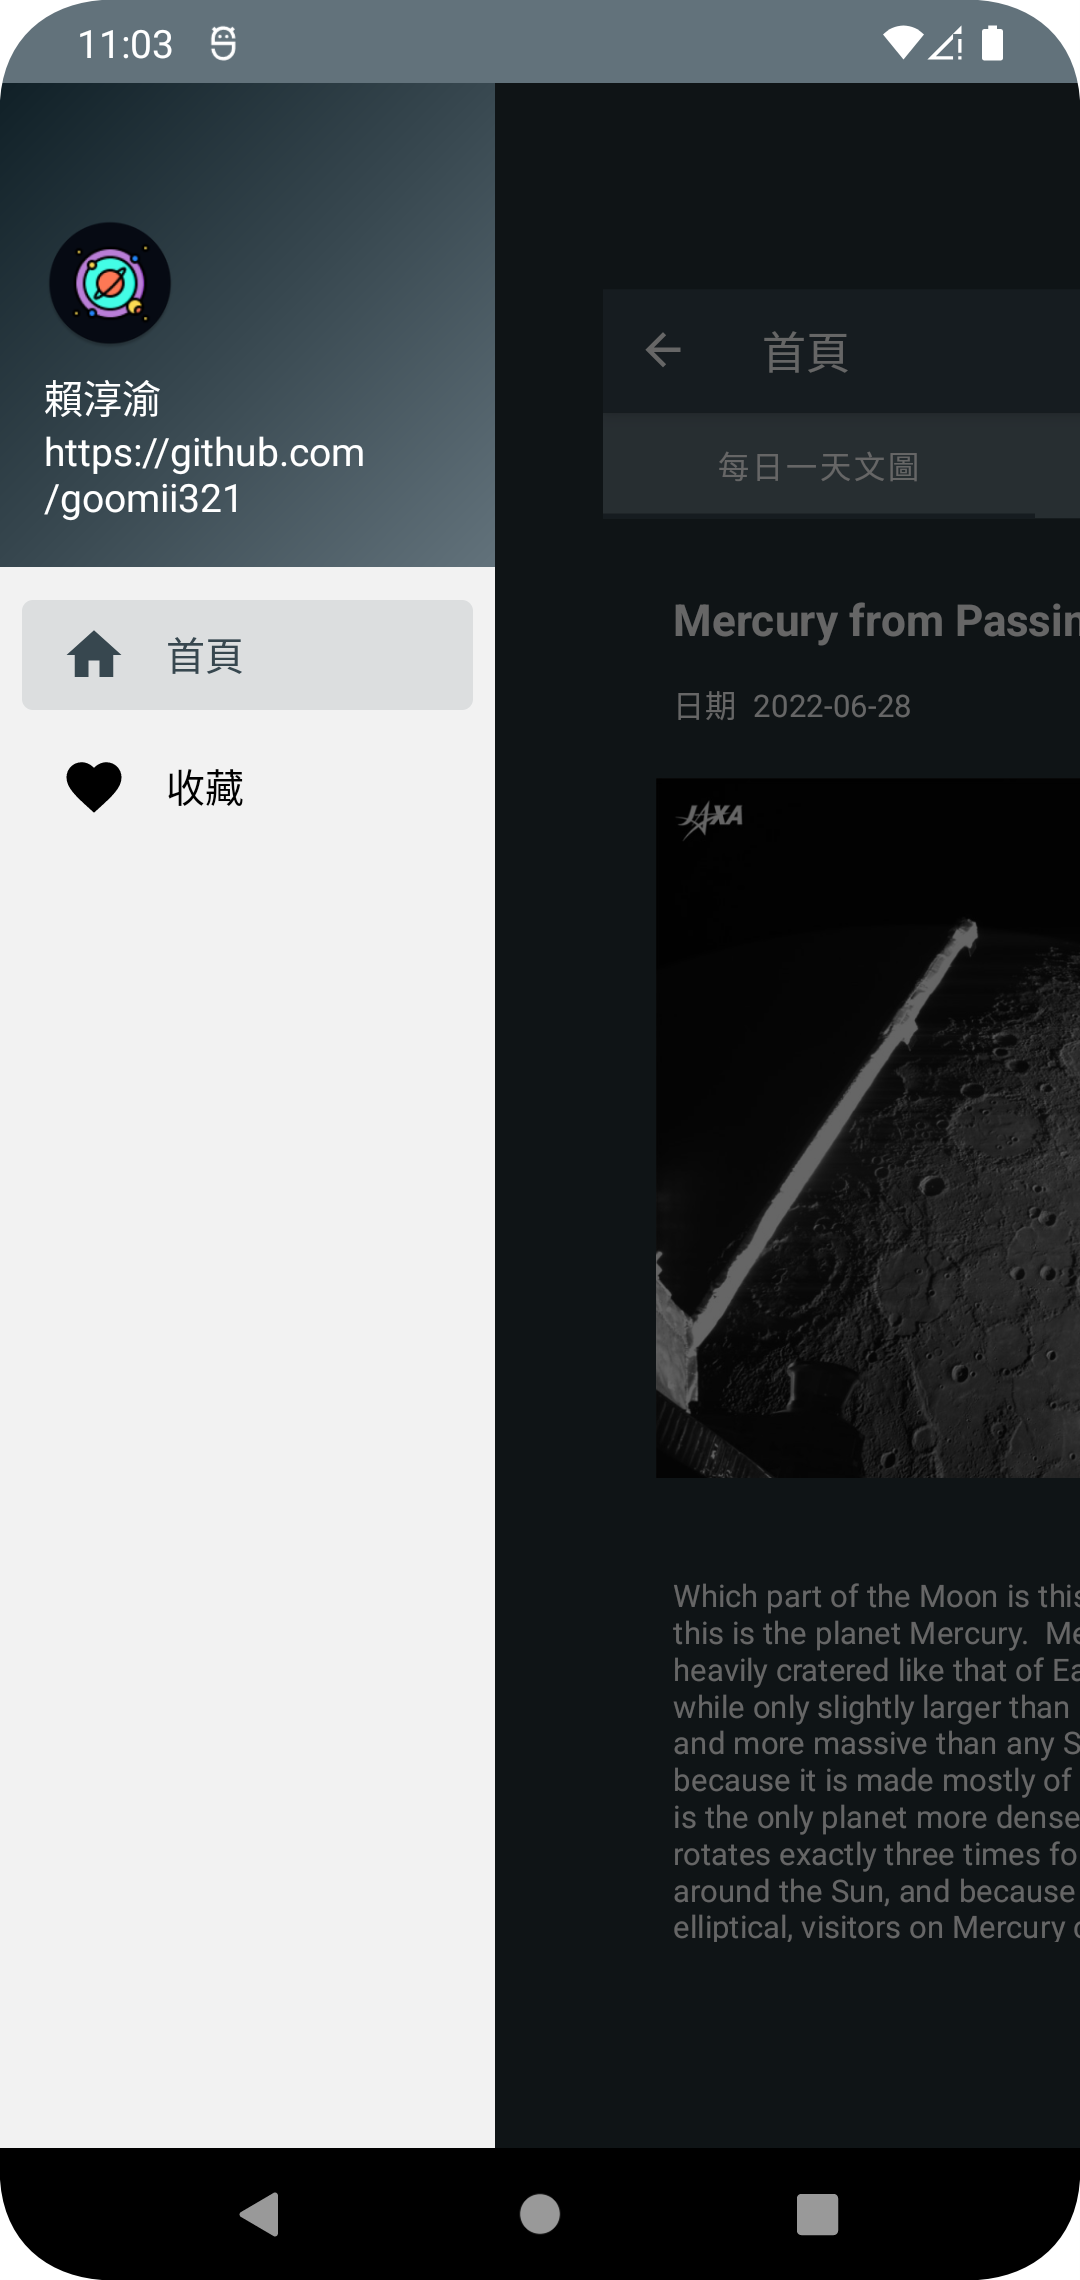 11:03
賴淳渝
https://github.com
/goomii321
首頁
收藏
首頁
每日一天文圖
Mercury from Passin
日期 2022-06-28
JAXA
Which part of the Moon is this
this is the planet Mercury. Me
heavily cratered like that of Ea
while only slightly larger than
and more massive than any S
because it is made mostly of
is the only planet more dense
rotates exactly three times fo
around the Sun, and because
elliptical, visitors on Mercury c